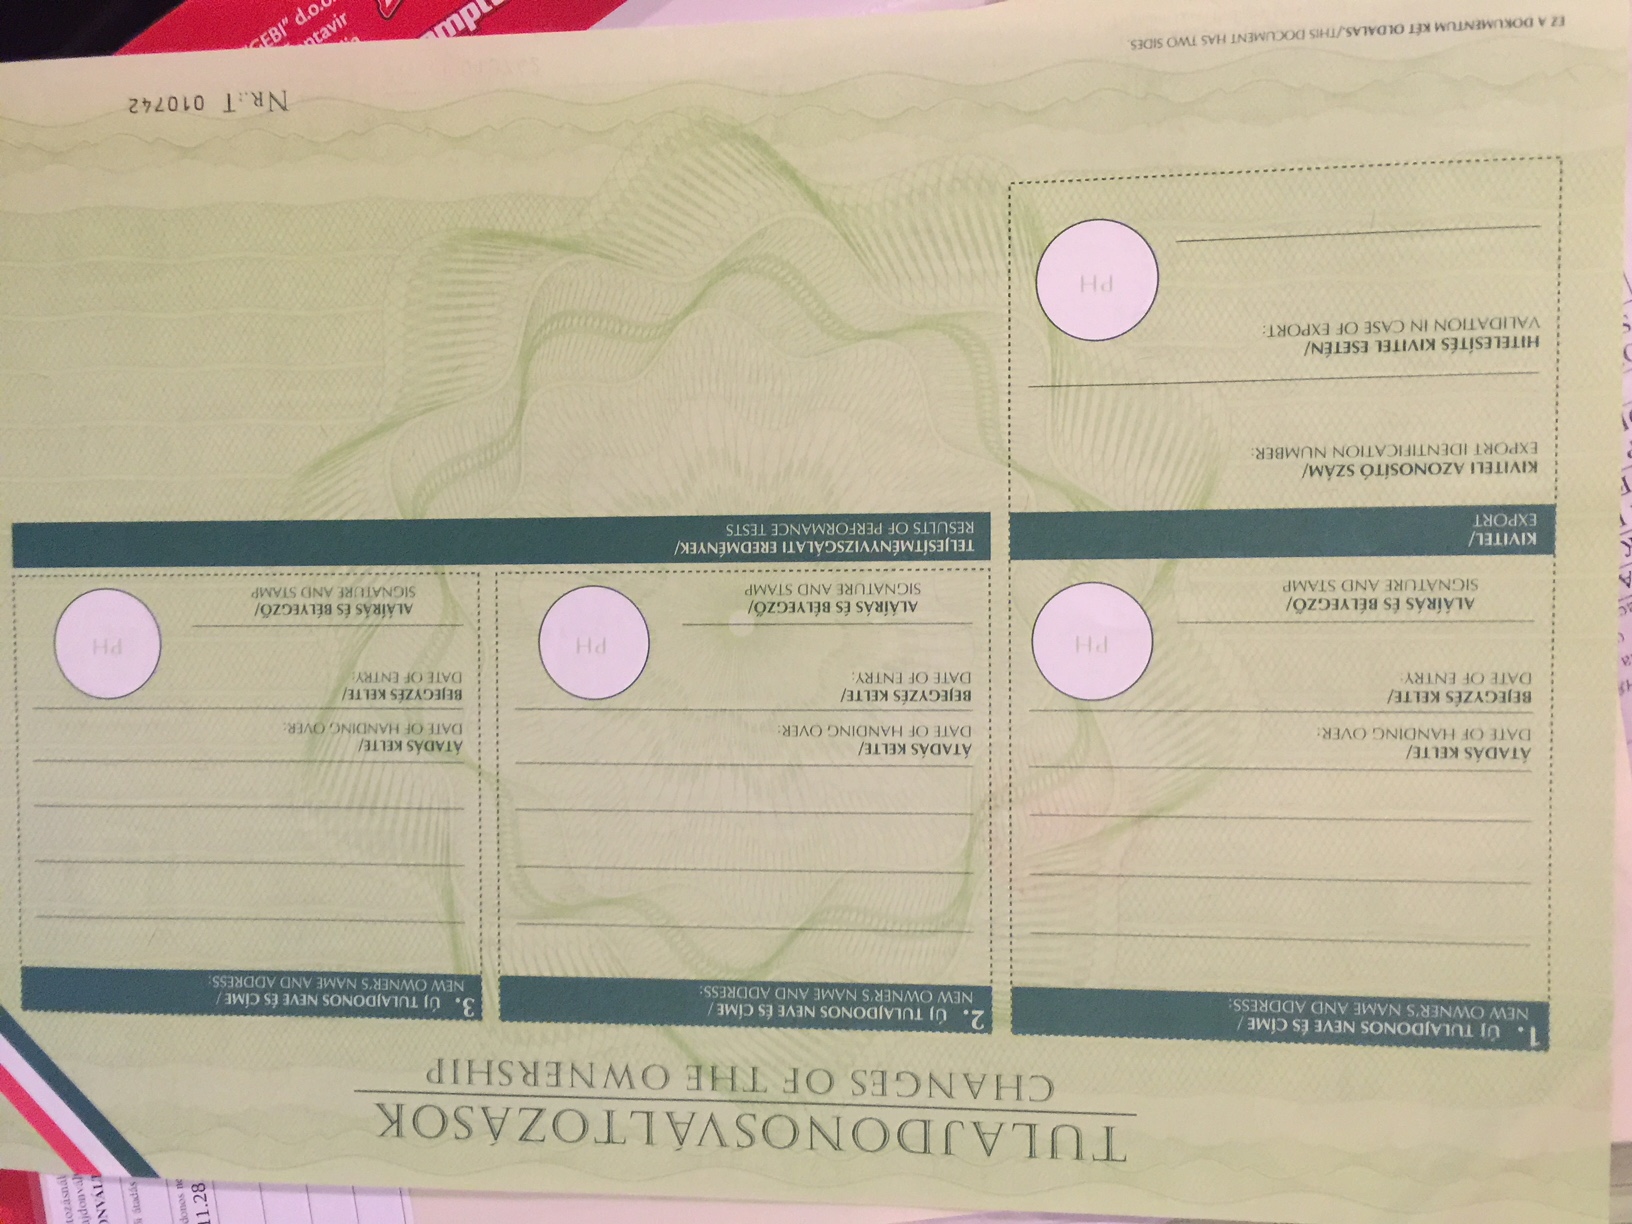 TULAJDONOSVÁLTOZÁSOK
CHANGES OF THE OWNERSHIP
1. ÚJ TULAJDONOS NEVE ÉS CÍME/
NEW OWNER'S NAME AND ADDRESS:
ÁTADÁS KELTE/
DATE OF HANDING OVER:
BEJEGYZÉS KELTE/
DATE OF ENTRY:
PH
ALÁÍRÁS ÉS BÉLYEGZŐ/
SIGNATURE AND STAMP
2. ÚJ TULAJDONOS NEVE ÉS CÍME/
NEW OWNER'S NAME AND ADDRESS:
ÁTADÁS KELTE/
DATE OF HANDING OVER:
BEJEGYZÉS KELTE/
DATE OF ENTRY:
PH
ALÁÍRÁS ÉS BÉLYEGZŐ/
SIGNATURE AND STAMP
3. ÚJ TULAJDONOS NEVE ÉS CÍME/
NEW OWNER'S NAME AND ADDRESS:
ÁTADÁS KELTE/
DATE OF HANDING OVER:
BEJEGYZÉS KELTE/
DATE OF ENTRY:
PH
ALÁÍRÁS ÉS BÉLYEGZŐ/
SIGNATURE AND STAMP
KIVITEL/
EXPORT
KIVITELI AZONOSÍTÓ SZÁM/
EXPORT IDENTIFICATION NUMBER:
HITELESÍTÉS KIVITEL ESETÉN/
VALIDATION IN CASE OF EXPORT:
PH
TELJESÍTMÉNYVIZSGÁLATI EREDMÉNYEK/
RESULTS OF PERFORMANCE TESTS
EZ A DOKUMENTUM KÉT OLDALAS./THIS DOCUMENT HAS TWO SIDES.
NR.: T 010742
d.o.o.
11.28